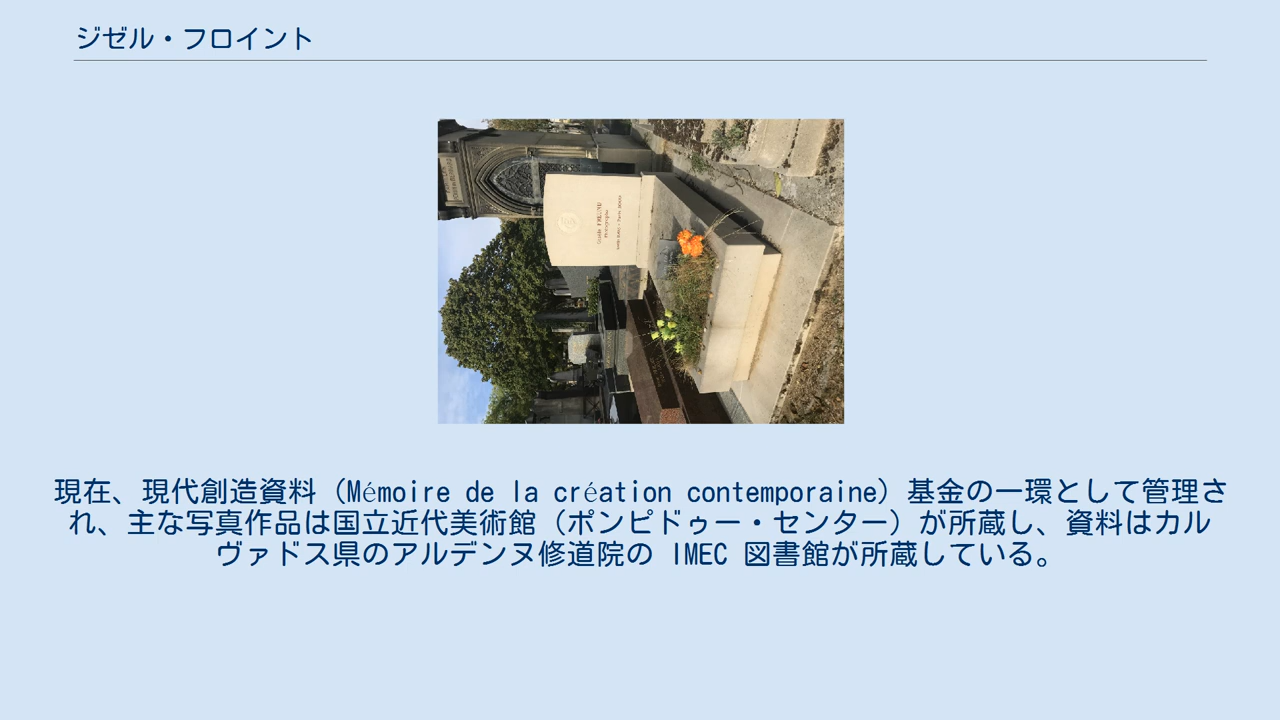 ジゼル・フロイント
Gisèle FREUND
Photographe
現在、現代創造資料（Mémoire de la création contemporaine）基金の一環として管理さ
れ、主な写真作品は国立近代美術館（ポンピドゥー・センター）が所蔵し、資料はカル
ヴァドス県のアルデンヌ修道院の IMEC 図書館が所蔵している。